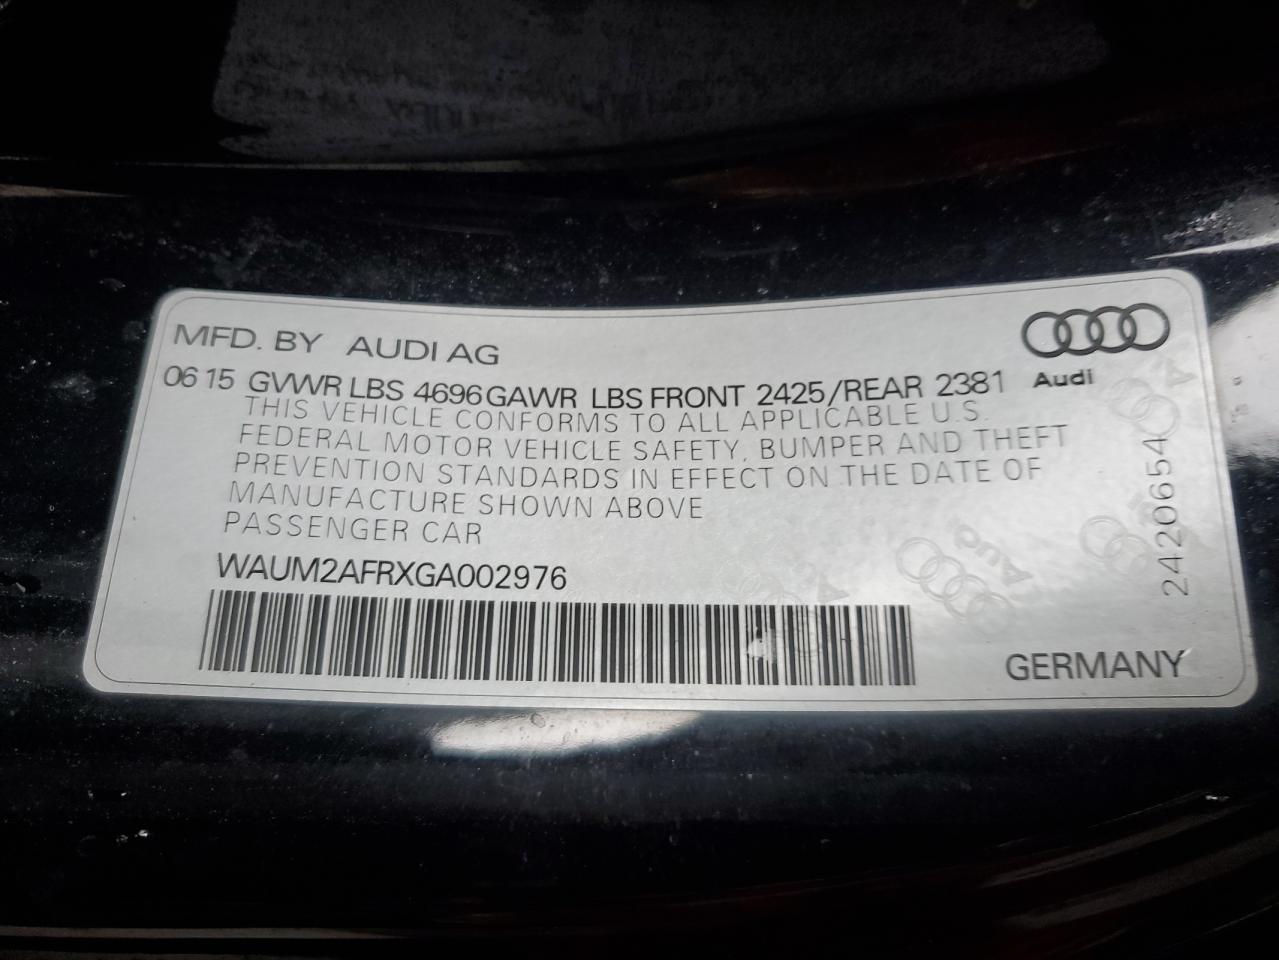 MFD. BY AUDI AG
06 15 GVWR LBS 4696 GAWR LBS FRONT 2425/REAR 2381
Audi
THIS VEHICLE CONFORMS TO ALL APPLICABLE U.S.
FEDERAL MOTOR VEHICLE SAFETY, BUMPER AND THEFT
PREVENTION STANDARDS IN EFFECT ON THE DATE OF
MANUFACTURE SHOWN ABOVE
PASSENGER CAR
WAUM2AFRXGA002976
24206544
GERMANY
Audi